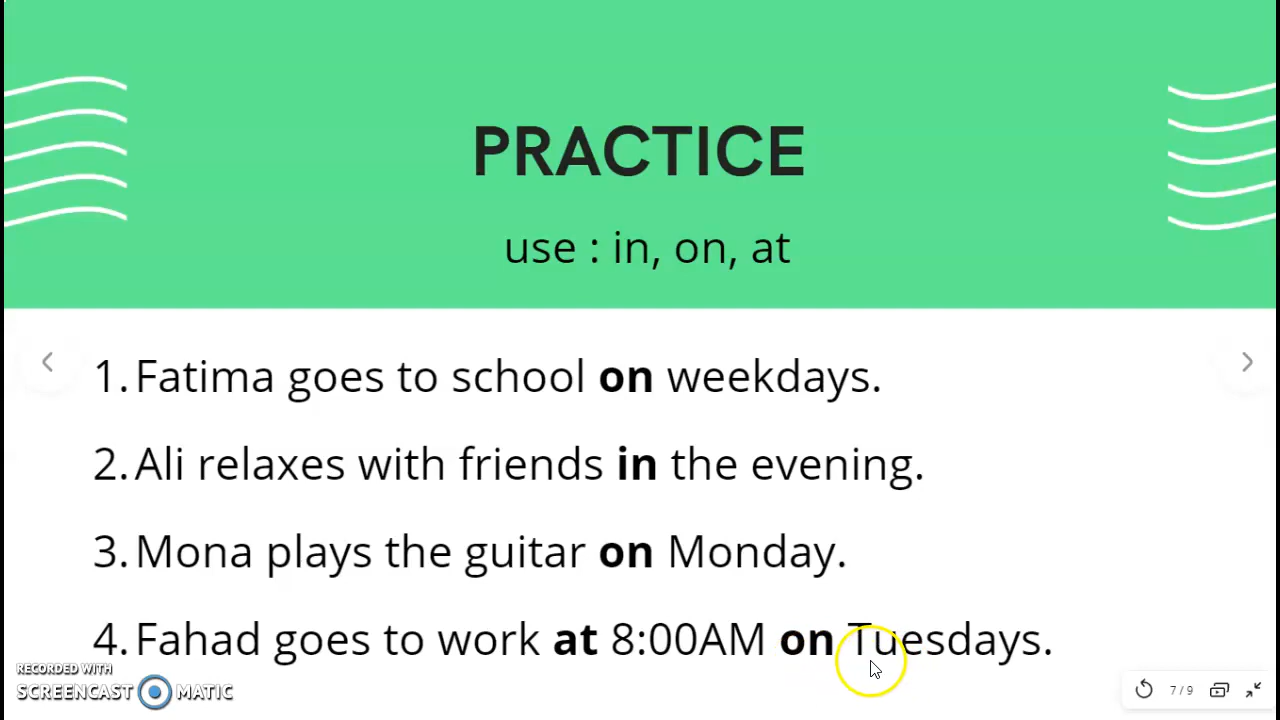 PRACTICE
use : in, on, at
1. Fatima goes to school on weekdays.
2. Ali relaxes with friends in the evening.
3. Mona plays the guitar on Monday.
4. Fahad goes to work at 8:00AM on Tuesdays.
RECORDED WITH
SCREENCAST MATIC
7/9